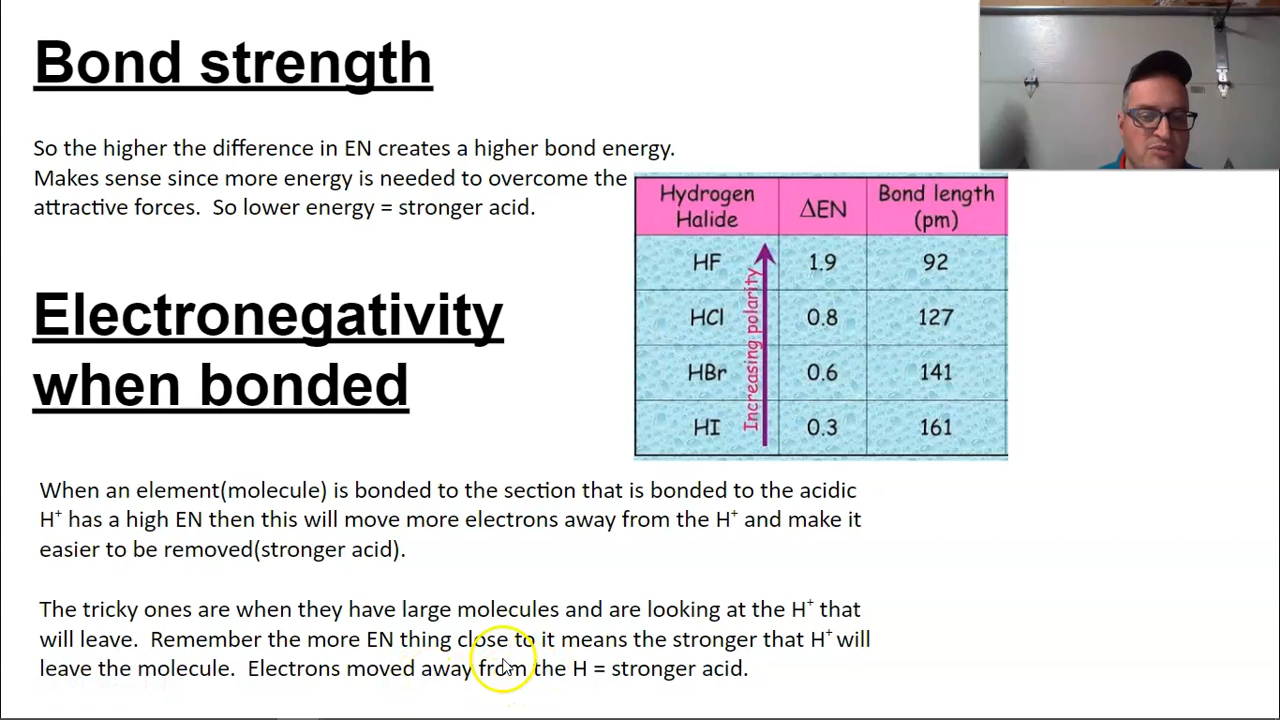 Bond strength
So the higher the difference in EN creates a higher bond energy.
Makes sense since more energy is needed to overcome the
attractive forces.  So lower energy = stronger acid.
Hydrogen Halide ΔEN Bond length (pm)
HF 1.9 92
HCl 0.8 127
HBr 0.6 141
HI 0.3 161
Increasing polarity
Electronegativity
when bonded
When an element(molecule) is bonded to the section that is bonded to the acidic
H⁺ has a high EN then this will move more electrons away from the H⁺ and make it
easier to be removed(stronger acid).
The tricky ones are when they have large molecules and are looking at the H⁺ that
will leave.  Remember the more EN thing close to it means the stronger that H⁺ will
leave the molecule.  Electrons moved away from the H = stronger acid.